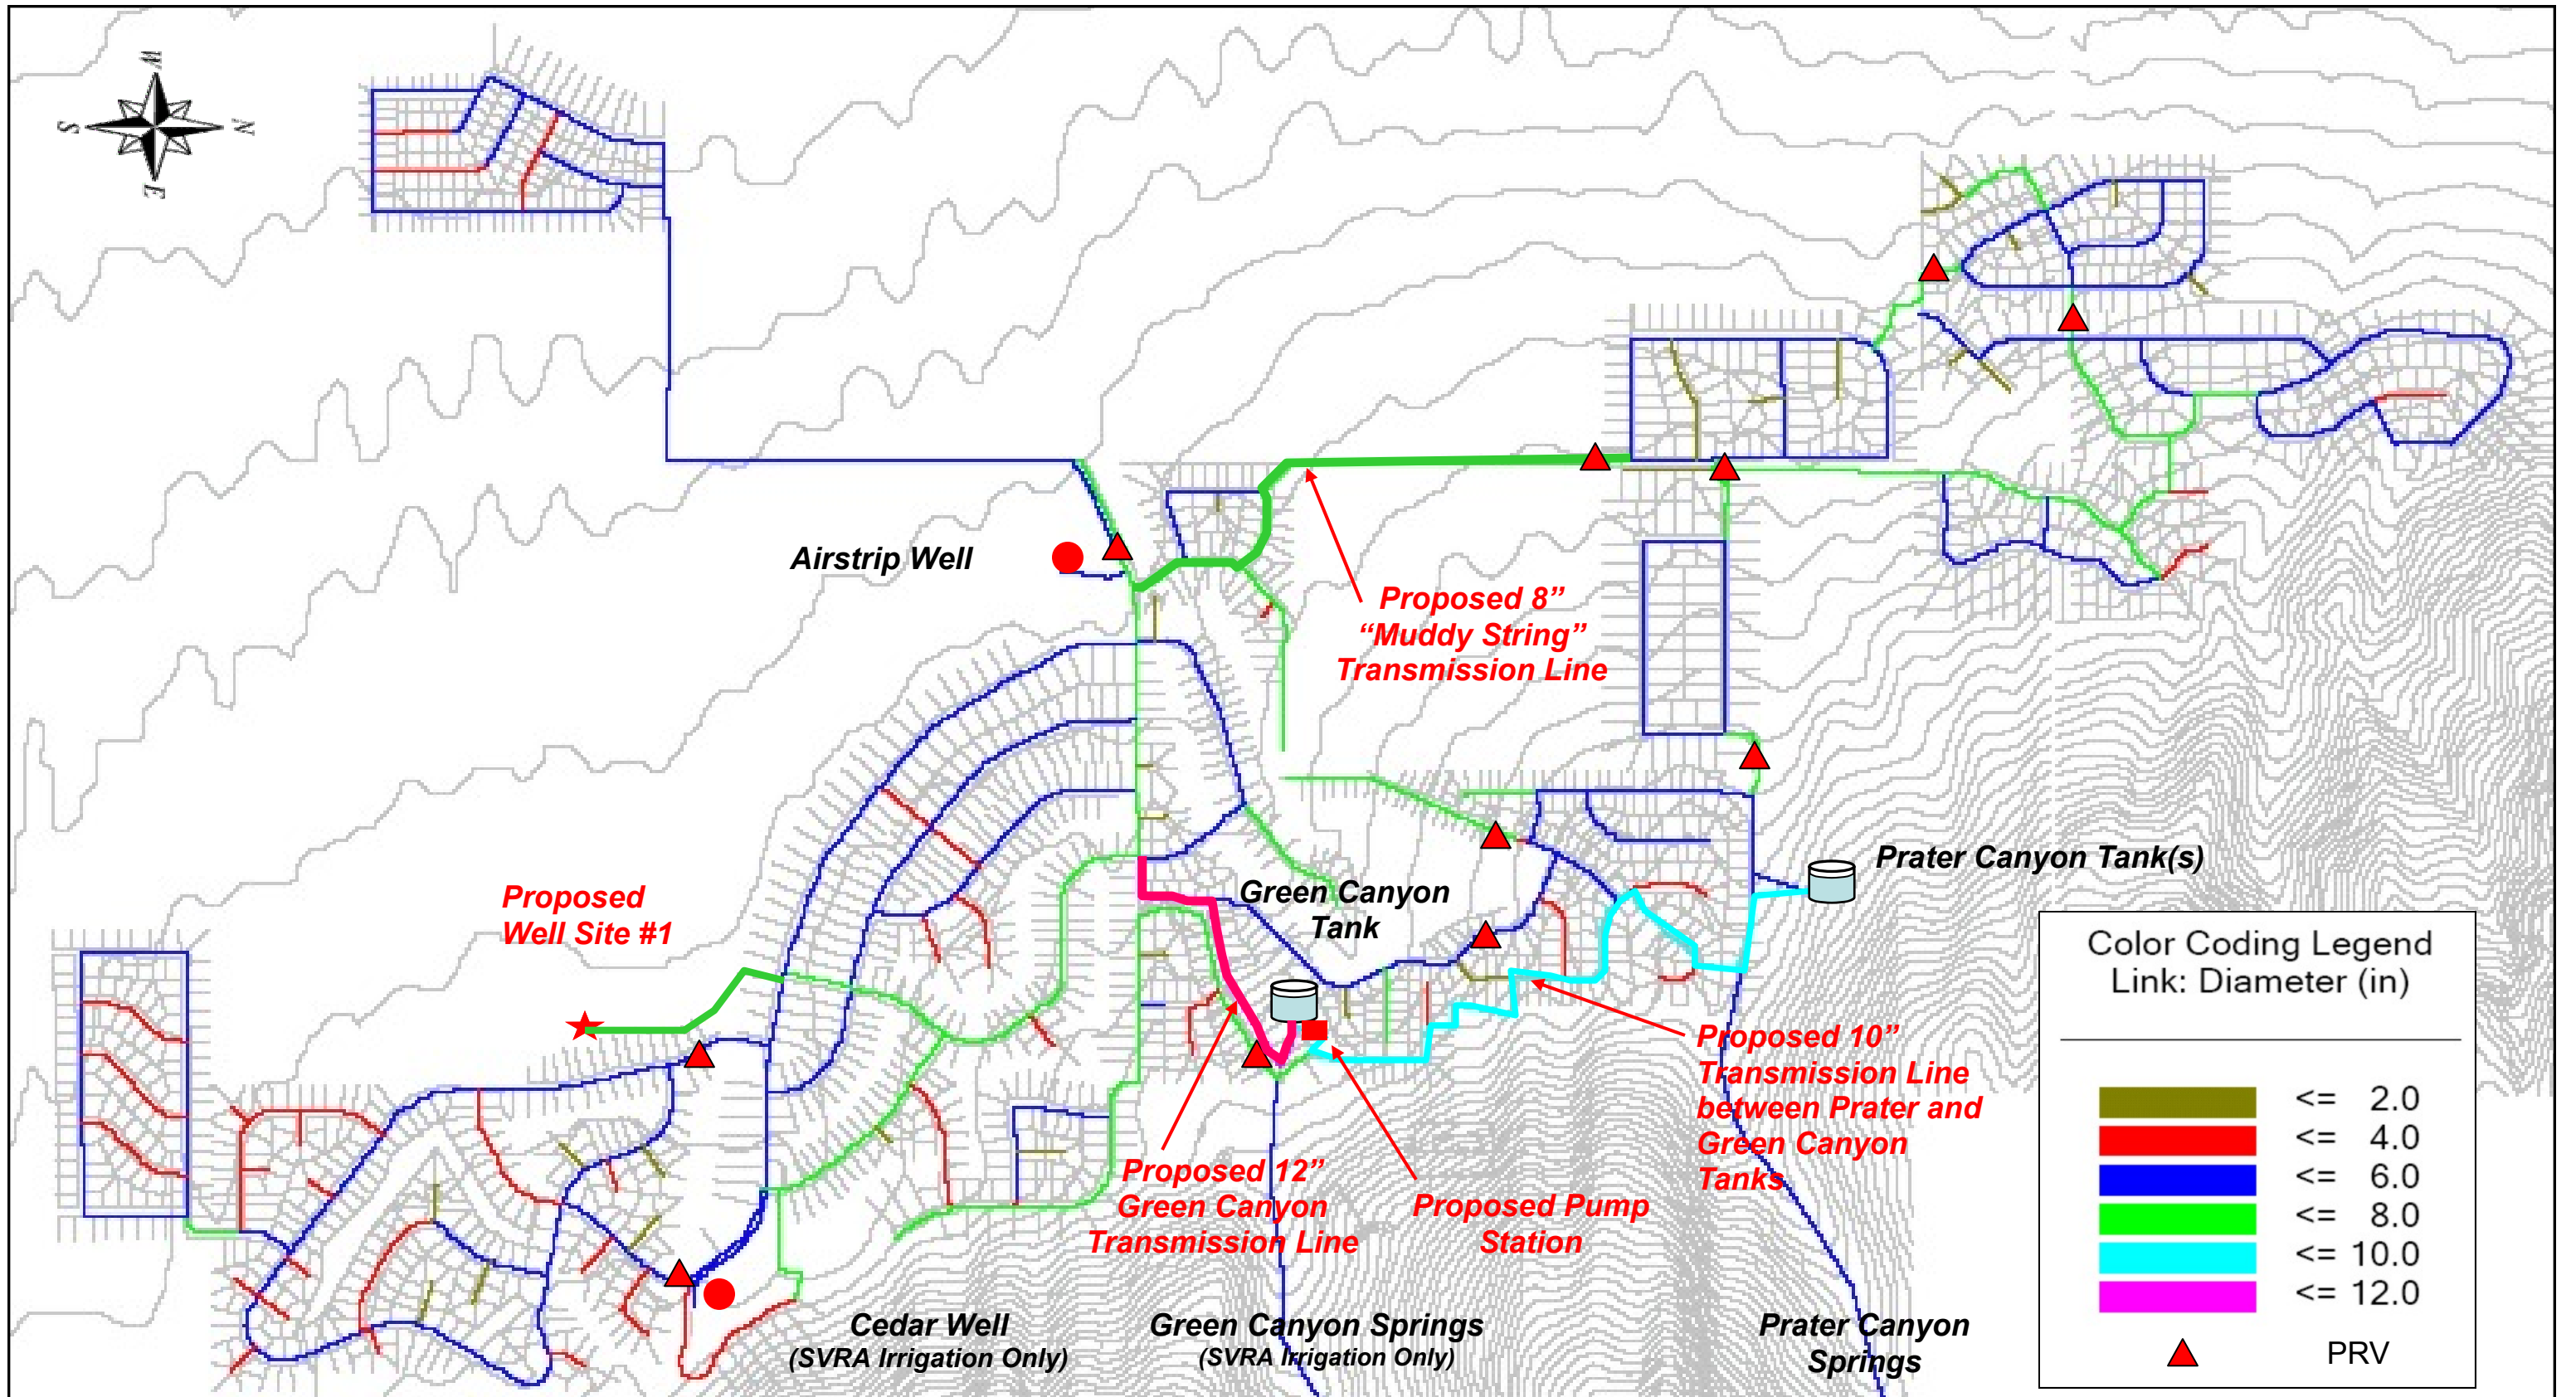 W
S
N
E
Airstrip Well
Proposed 8”
“Muddy String”
Transmission Line
Prater Canyon Tank(s)
Green Canyon
Tank
Proposed
Well Site #1
Color Coding Legend
Link: Diameter (in)
<= 2.0
<= 4.0
<= 6.0
<= 8.0
<= 10.0
<= 12.0
PRV
Proposed 10”
Transmission Line
between Prater and
Green Canyon
Tanks
Proposed 12”
Green Canyon
Transmission Line
Proposed Pump
Station
Cedar Well
(SVRA Irrigation Only)
Green Canyon Springs
(SVRA Irrigation Only)
Prater Canyon
Springs